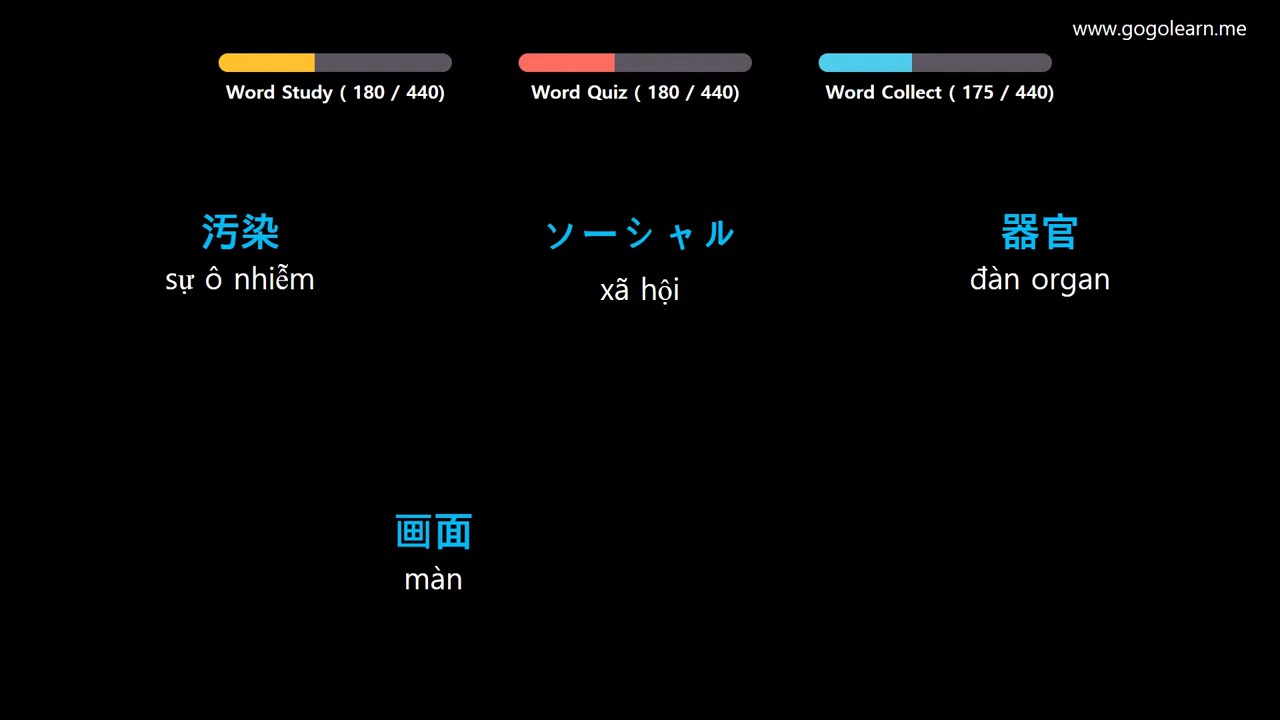 www.gogolearn.me
Word Study ( 180 / 440)
Word Quiz ( 180 / 440)
Word Collect ( 175 / 440)
汚染
sự ô nhiễm
ソーシャル
xã hội
器官
đàn organ
画面
màn